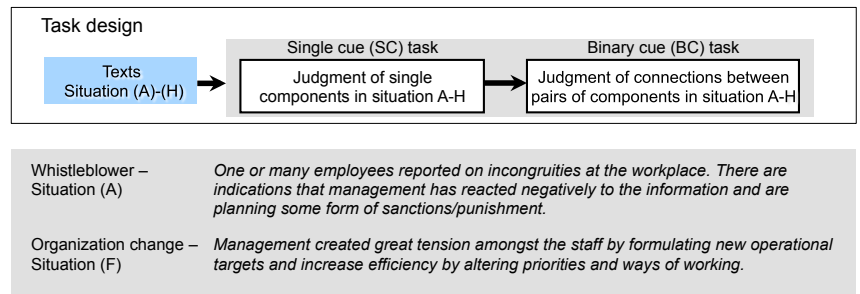 Task design
Single cue (SC) task
Binary cue (BC) task
Texts
Situation (A)-(H)
Judgment of single
components in situation A-H
Judgment of connections between
pairs of components in situation A-H
Whistleblower –
Situation (A)
One or many employees reported on incongruities at the workplace. There are
indications that management has reacted negatively to the information and are
planning some form of sanctions/punishment.
Organization change –
Situation (F)
Management created great tension amongst the staff by formulating new operational
targets and increase efficiency by altering priorities and ways of working.